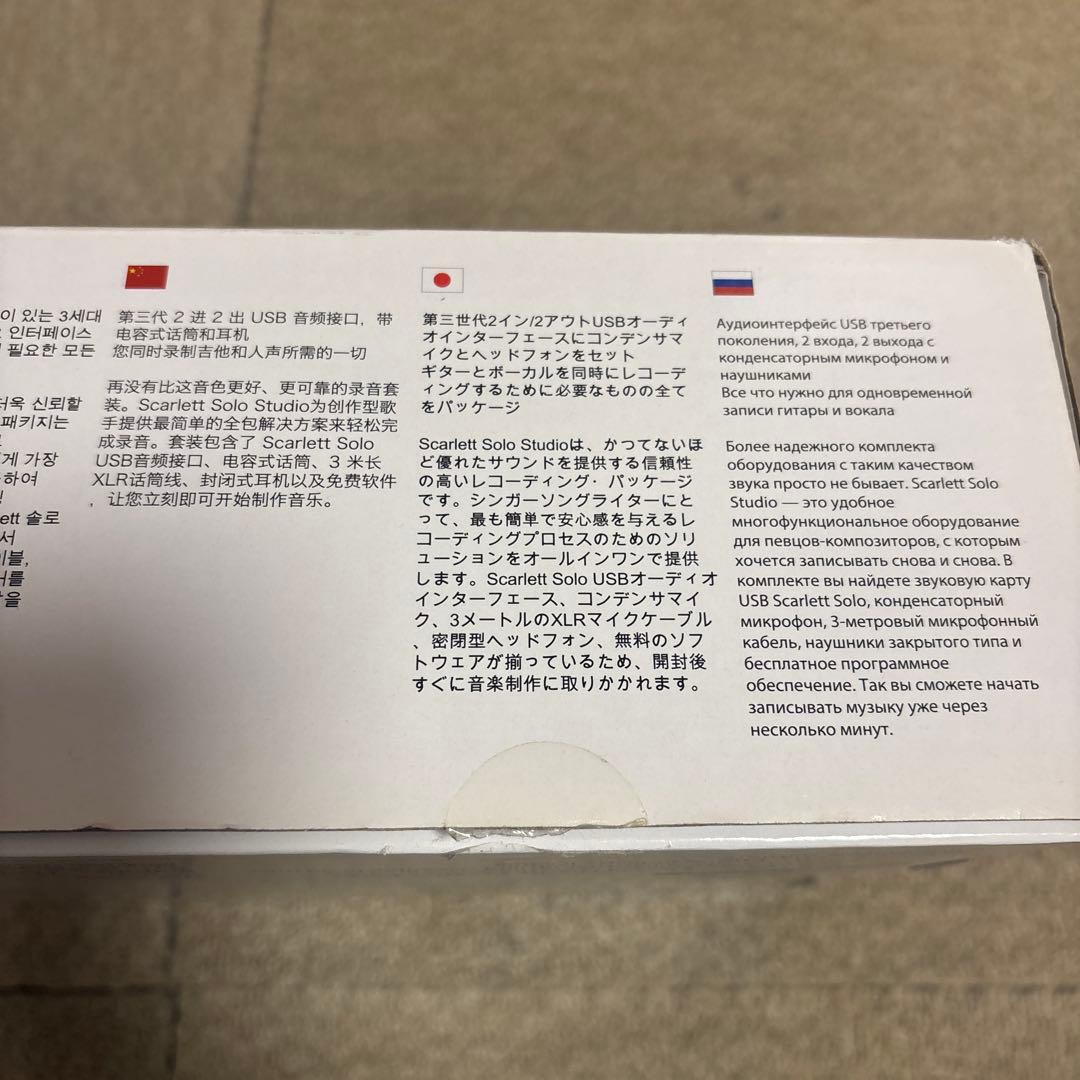 이 있는 3세대
인터페이스
필요한 모든
더욱 신뢰할
패키지는
게 가장
하여
ett 솔로
서
이블,
를
을
第三代 2 进 2 出 USB 音频接口，带
电容式话筒和耳机
您同时录制吉他和人声所需的一切
再没有比这音色更好、更可靠的录音套
装。Scarlett Solo Studio为创作型歌
手提供最简单的全包解决方案来轻松完
成录音。套装包含了 Scarlett Solo
USB音频接口、电容式话筒、3 米长
XLR话筒线、封闭式耳机以及免费软件
，让您立刻即可开始制作音乐。
第三世代2イン/2アウトUSBオーディ
オインターフェースにコンデンサマ
イクとヘッドフォンをセット
ギターとボーカルを同時にレコーデ
ィングするために必要なものの全て
をパッケージ
Scarlett Solo Studioは、かつてないほ
ど優れたサウンドを提供する信頼性
の高いレコーディング・パッケージ
です。シンガーソングライターにと
って、最も簡単で安心感を与えるレ
コーディングプロセスのためのソリ
ューションをオールインワンで提供
します。Scarlett Solo USBオーディオ
インターフェース、コンデンサマイ
ク、3メートルのXLRマイクケーブル
、密閉型ヘッドフォン、無料のソフ
トウェアが揃っているため、開封後
すぐに音楽制作に取りかかれます。
Аудиоинтерфейс USB третьего
поколения, 2 входа, 2 выхода с
конденсаторным микрофоном и
наушниками
Все что нужно для одновременной
записи гитары и вокала
Более надежного комплекта
оборудования с таким качеством
звука просто не бывает. Scarlett Solo
Studio — это удобное
многофункциональное оборудование
для певцов-композиторов, с которым
хочется записывать снова и снова. В
комплекте вы найдете звуковую карту
USB Scarlett Solo, конденсаторный
микрофон, 3-метровый микрофонный
кабель, наушники закрытого типа и
бесплатное программное
обеспечение. Так вы сможете начать
записывать музыку уже через
несколько минут.